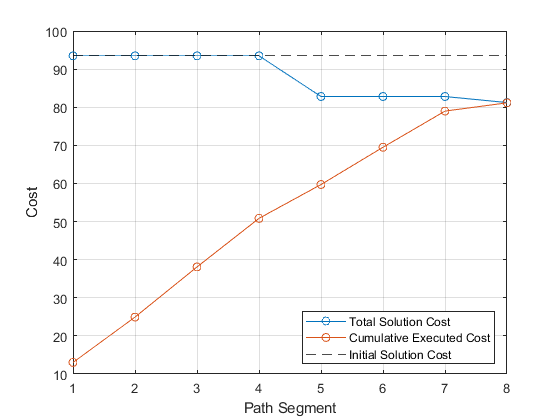 100
90
80
70
60
50
40
30
20
10
Cost
1 2 3 4 5 6 7 8
Path Segment
Total Solution Cost
Cumulative Executed Cost
Initial Solution Cost